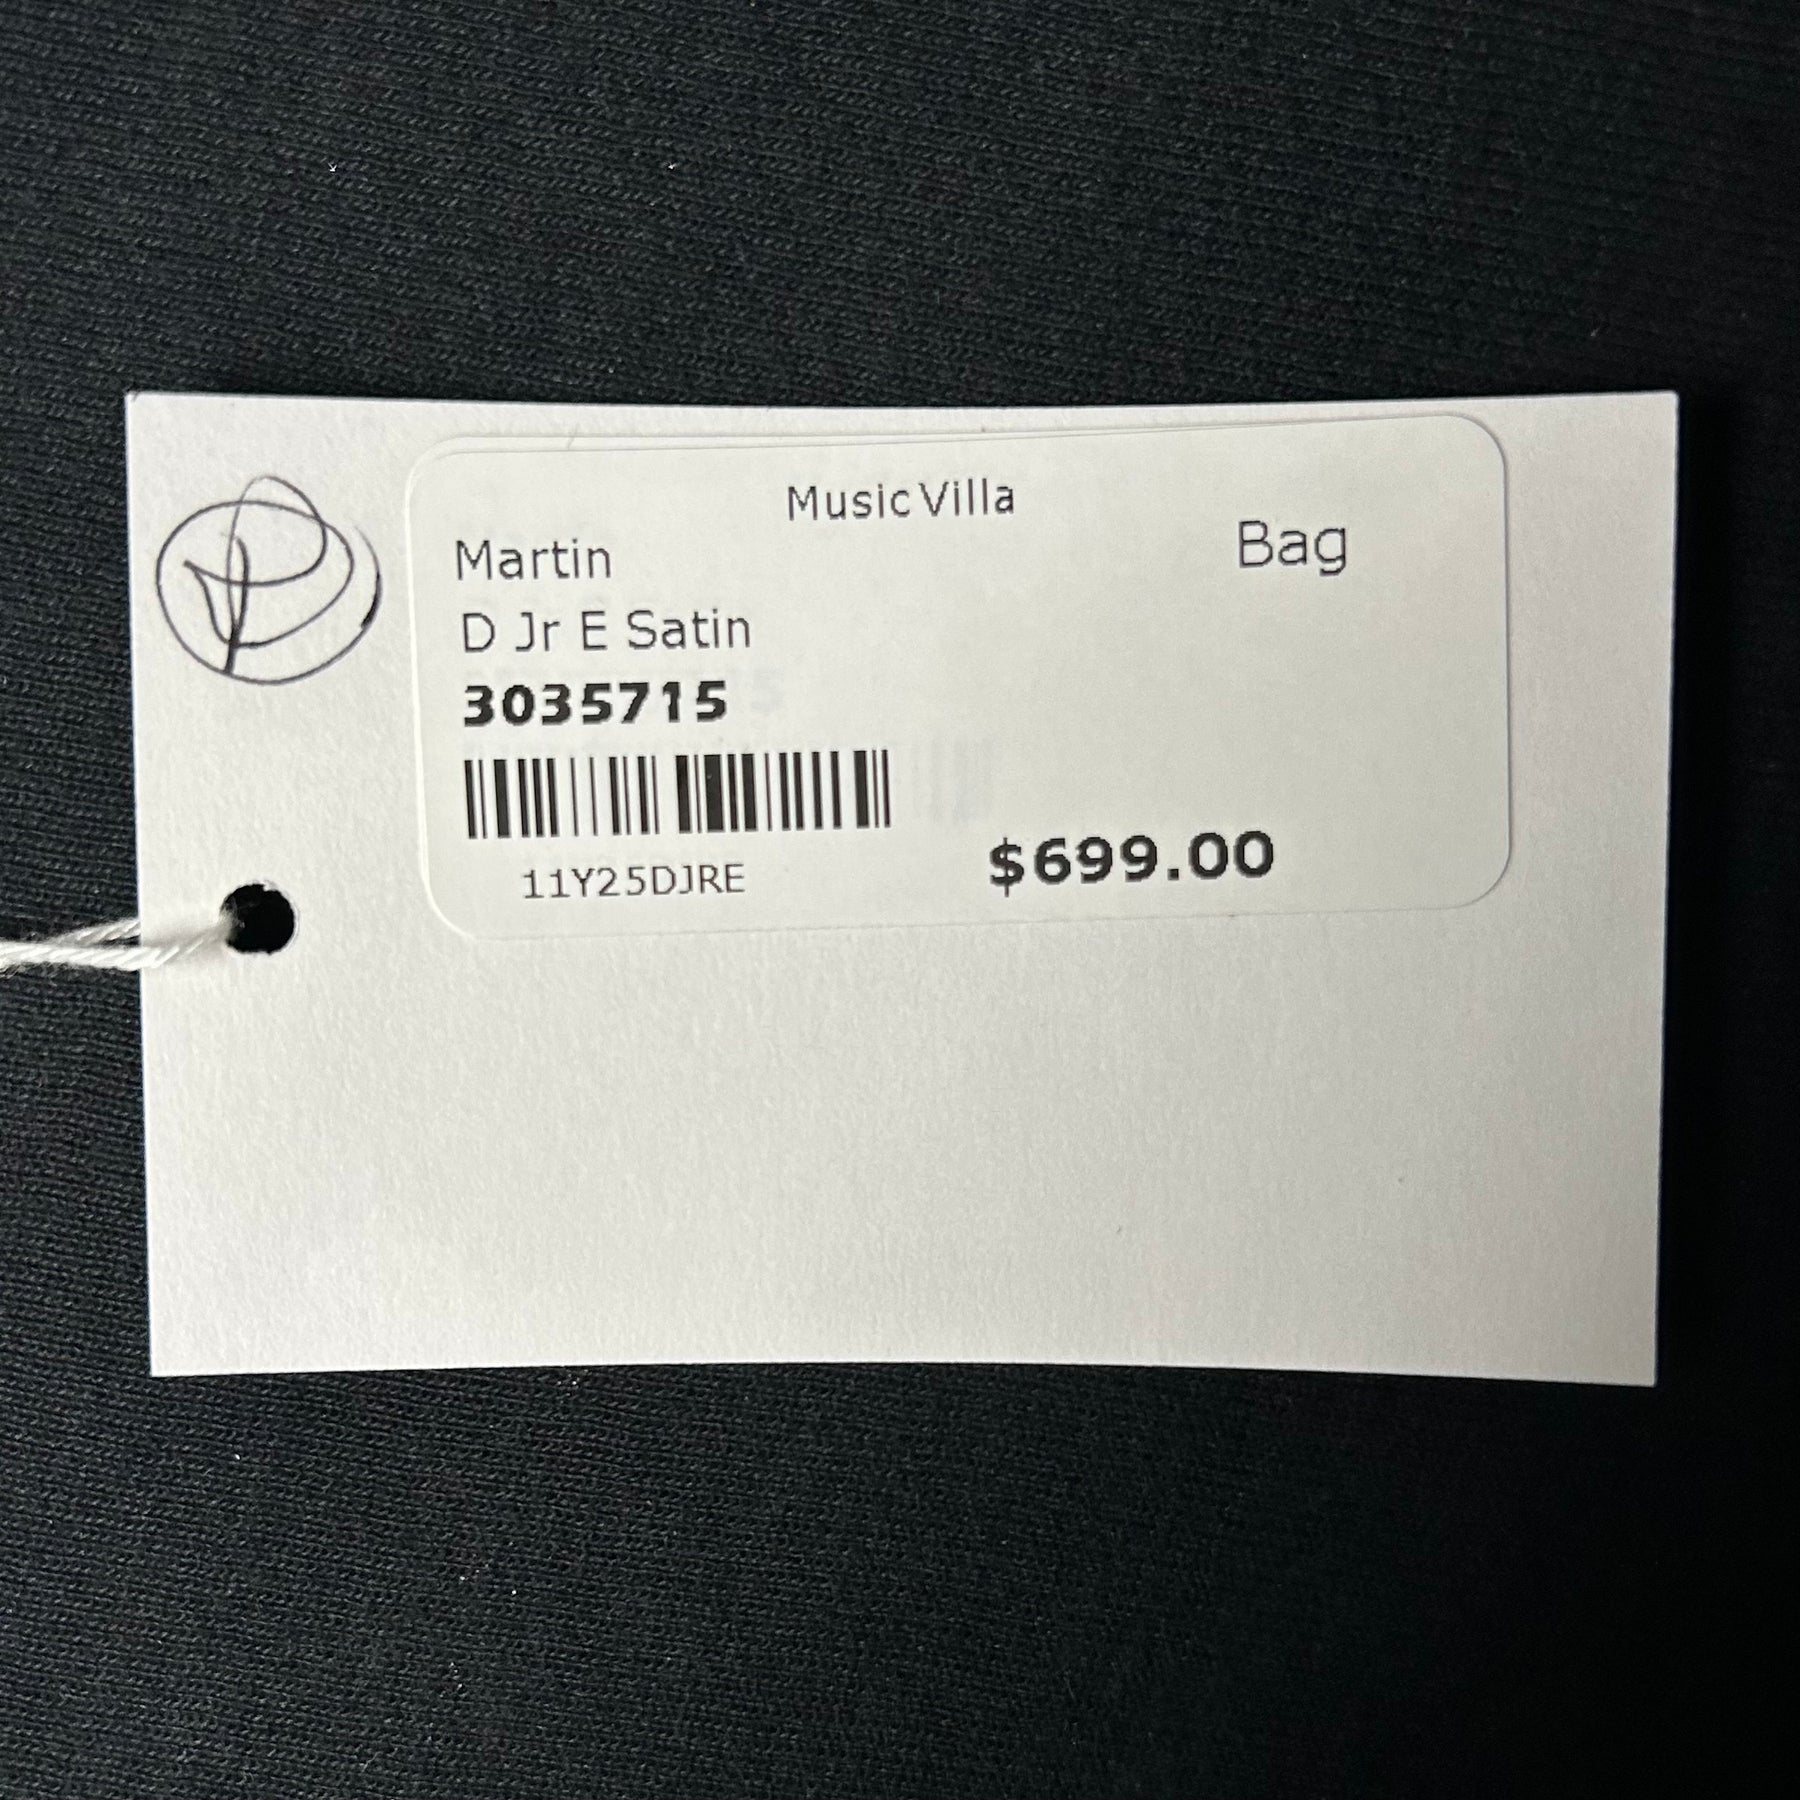 Music Villa
Martin
Bag
D Jr E Satin
3035715
11Y25DJRE
$699.00